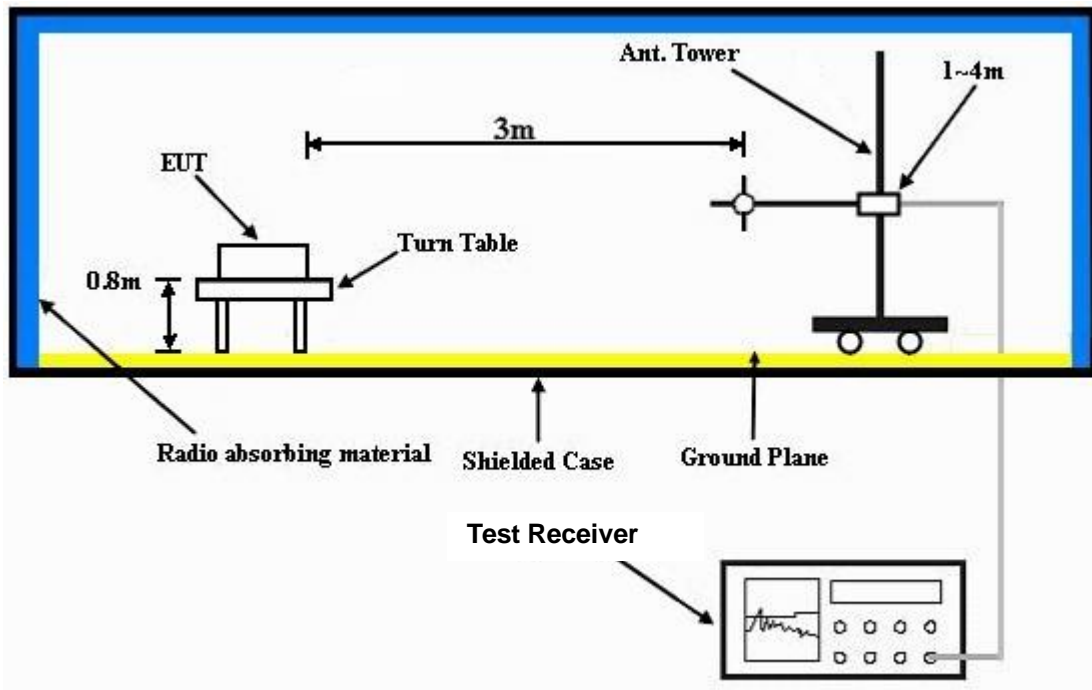 Ant. Tower
1~4m
3m
EUT
Turn Table
0.8m
Radio absorbing material
Shielded Case
Ground Plane
Test Receiver